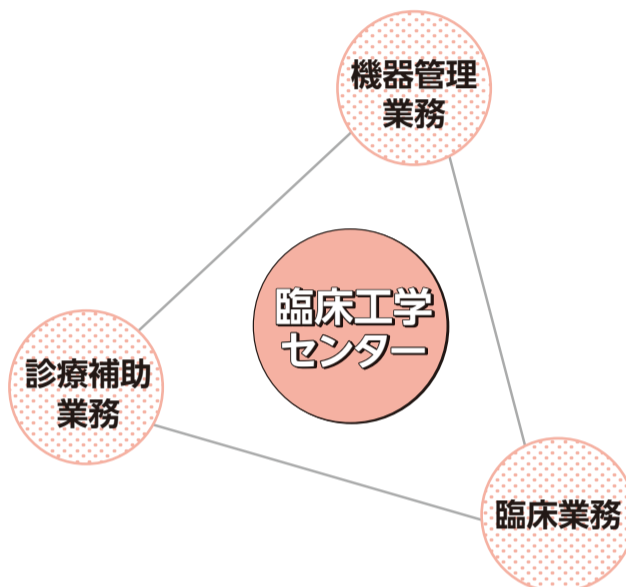 機器管理
業務
臨床工学
センター
診療補助
業務
臨床業務